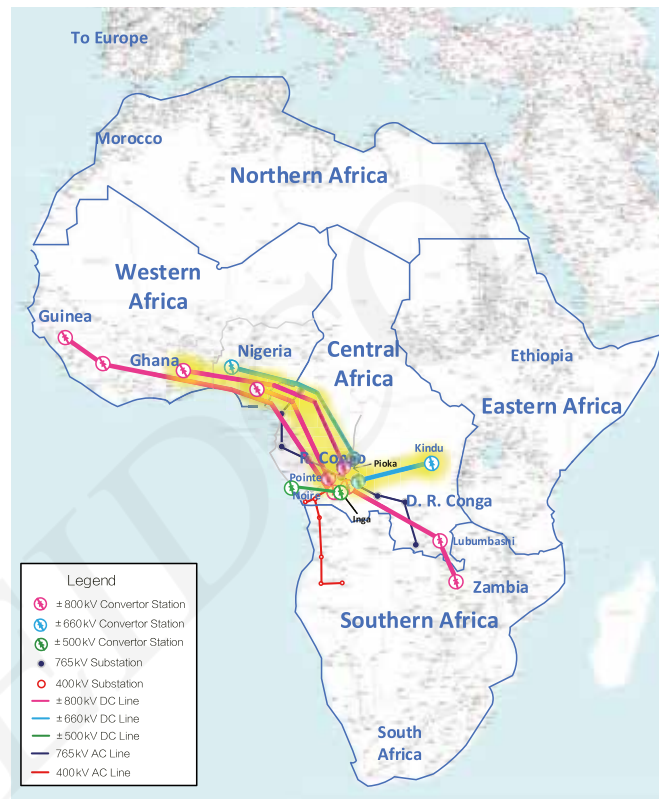 To Europe
Morocco
Northern Africa
Western
Africa
Guinea
Ghana
Nigeria
Central
Africa
Ethiopia
Eastern Africa
Kindu
R. Congo
Pioka
Pointe
Noire
D. R. Conga
Inga
Lubumbashi
Zambia
Southern Africa
South
Africa
Legend
±800kV Convertor Station
±660kV Convertor Station
±500kV Convertor Station
765kV Substation
400kV Substation
±800kV DC Line
±660kV DC Line
±500kV DC Line
765kV AC Line
400kV AC Line